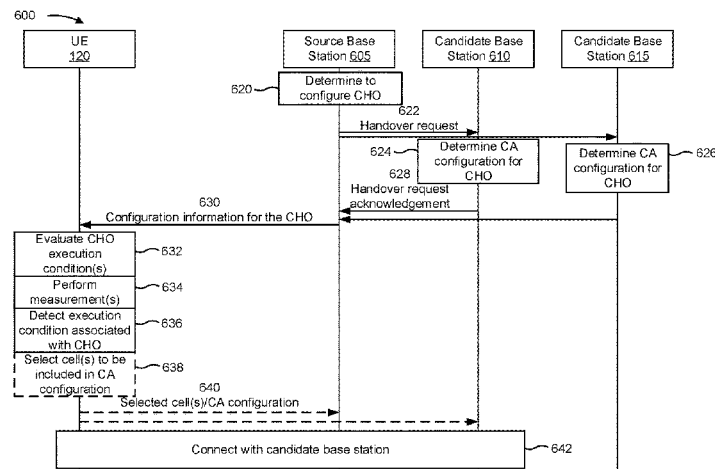 600
UE
120
Source Base
Station 605
Candidate Base
Station 610
Candidate Base
Station 615
620
Determine to
configure CHO
622
Handover request
624
Determine CA
configuration for
CHO
Determine CA
configuration for
CHO
626
628
Handover request
acknowledgement
630
Configuration information for the CHO
Evaluate CHO
execution
condition(s)
632
Perform
measurement(s)
634
Detect execution
condition associated
with CHO
636
Select cell(s) to be
included in CA
configuration
638
640
Selected cell(s)/CA configuration
Connect with candidate base station
642